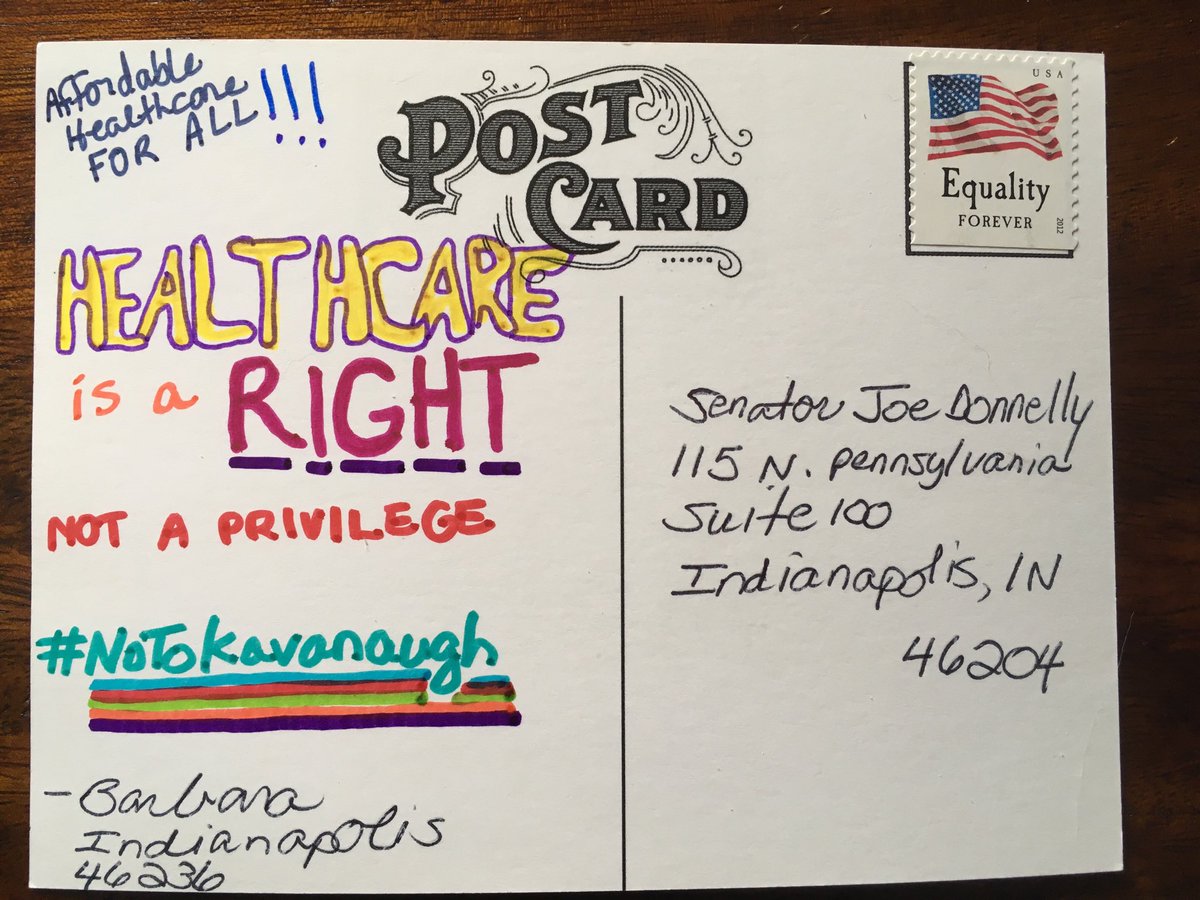 Affordable
Healthcare
FOR ALL!!!
POST
CARD
USA
Equality
FOREVER
2012
HEALTHCARE
is a RIGHT
NOT A PRIVILEGE
#NoToKavanaugh
- Barbara
Indianapolis
46236
Senator Joe Donnelly
115 N. Pennsylvania
Suite 100
Indianapolis, IN
46204